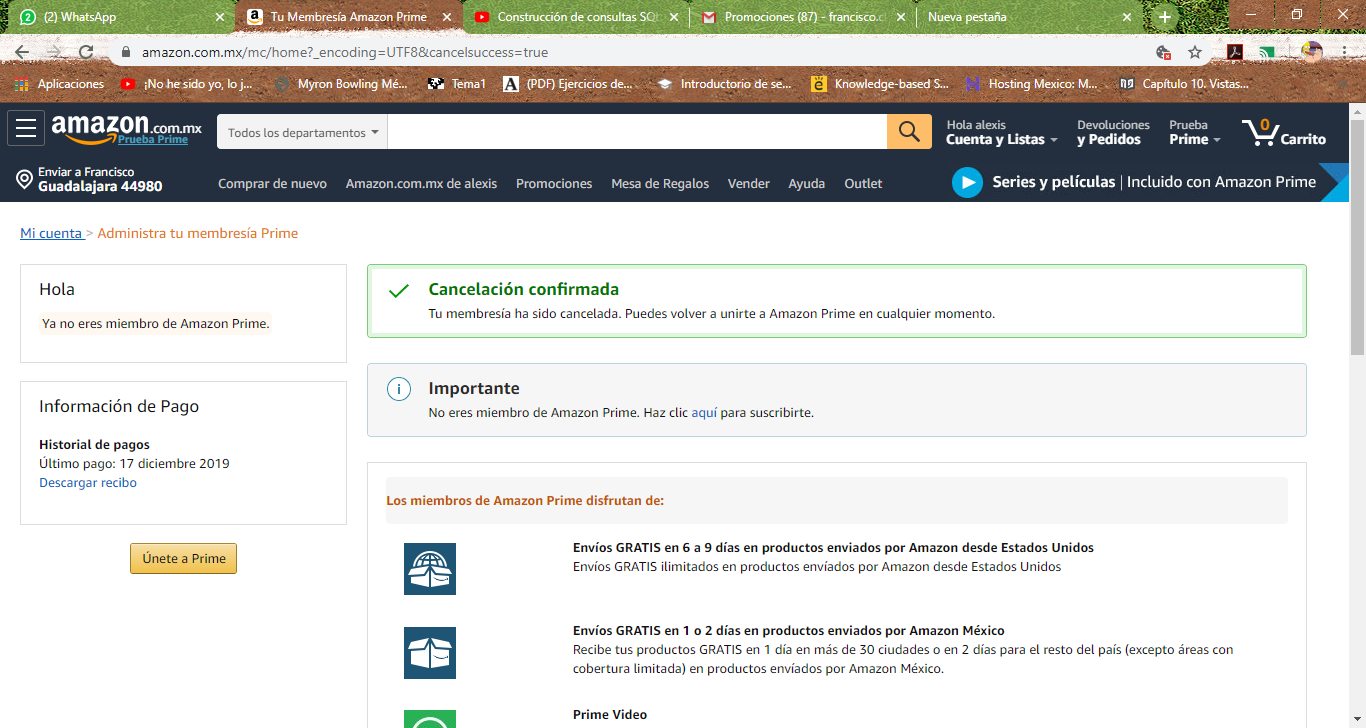 (2) WhatsApp
Tu Membresía Amazon Prime
Construcción de consultas SQ
Promociones (87) - francisco.c
Nueva pestaña
amazon.com.mx/mc/home?_encoding=UTF8&cancelsuccess=true
Aplicaciones
¡No he sido yo, lo j...
Myron Bowling Me...
Tema1
(PDF) Ejercicios de...
Introductorio de se...
Knowledge-based S...
Hosting Mexico: M...
Capítulo 10. Vistas...
amazon.com.mx
Prueba Prime
Todos los departamentos
Hola alexis
Cuenta y Listas
Devoluciones
y Pedidos
Prueba
Prime
0
Carrito
Enviar a Francisco
Guadalajara 44980
Comprar de nuevo
Amazon.com.mx de alexis
Promociones
Mesa de Regalos
Vender
Ayuda
Outlet
Series y películas | Incluido con Amazon Prime
Mi cuenta > Administra tu membresía Prime
Hola
Ya no eres miembro de Amazon Prime.
Información de Pago
Historial de pagos
Último pago: 17 diciembre 2019
Descargar recibo
Únete a Prime
Cancelación confirmada
Tu membresía ha sido cancelada. Puedes volver a unirte a Amazon Prime en cualquier momento.
Importante
No eres miembro de Amazon Prime. Haz clic aquí para suscribirte.
Los miembros de Amazon Prime disfrutan de:
Envíos GRATIS en 6 a 9 días en productos enviados por Amazon desde Estados Unidos
Envíos GRATIS ilimitados en productos envíados por Amazon desde Estados Unidos
Envíos GRATIS en 1 o 2 días en productos enviados por Amazon México
Recibe tus productos GRATIS en 1 día en más de 30 ciudades o en 2 días para el resto del país (excepto áreas con
cobertura limitada) en productos envíados por Amazon México.
Prime Video